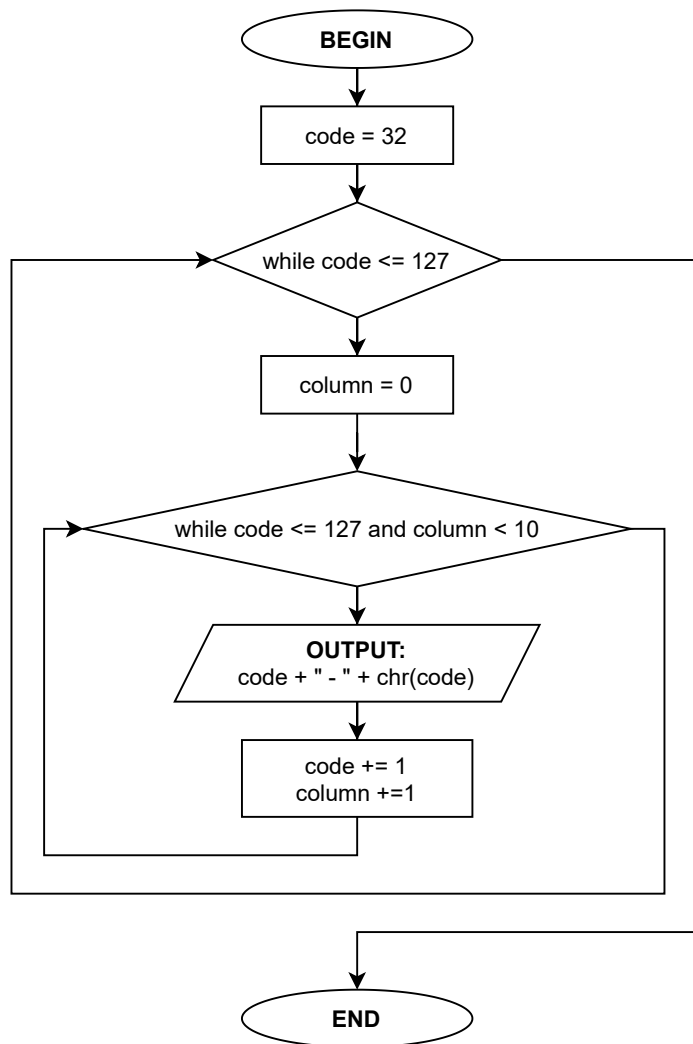 BEGIN
code = 32
while code <= 127
column = 0
while code <= 127 and column < 10
OUTPUT:
code + " - " + chr(code)
code += 1
column +=1
END